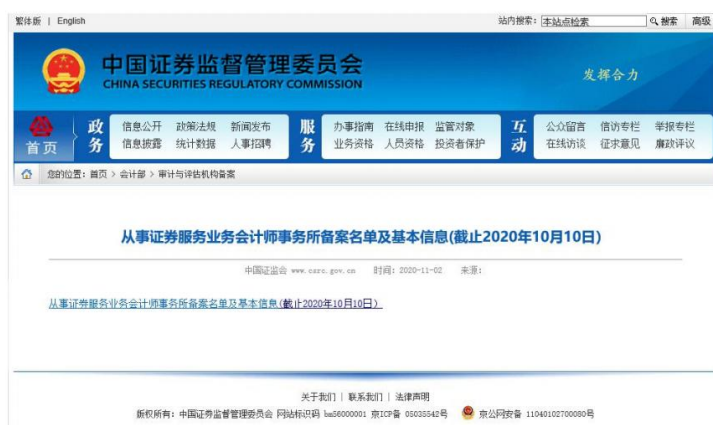 繁体版 | English 站内搜索: 本站点检索 搜索 高级
中国证券监督管理委员会
CHINA SECURITIES REGULATORY COMMISSION
发挥合力
首页
政务
信息公开 政策法规 新闻发布
信息披露 统计数据 人事招聘
服务
办事指南 在线申报 监管对象
业务资格 人员资格 投资者保护
互动
公众留言 信访专栏 举报专栏
在线访谈 征求意见 廉政评议
您的位置: 首页 > 会计部 > 审计与评估机构备案
从事证券服务业务会计师事务所备案名单及基本信息(截止2020年10月10日)
中国证监会 www.csrc.gov.cn 时间: 2020-11-02 来源:
从事证券服务业务会计师事务所备案名单及基本信息(截止2020年10月10日)
关于我们 | 联系我们 | 法律声明
版权所有: 中国证券监督管理委员会 网站标识码 bm56000001 京ICP备 05035542号 京公网安备 11040102700080号